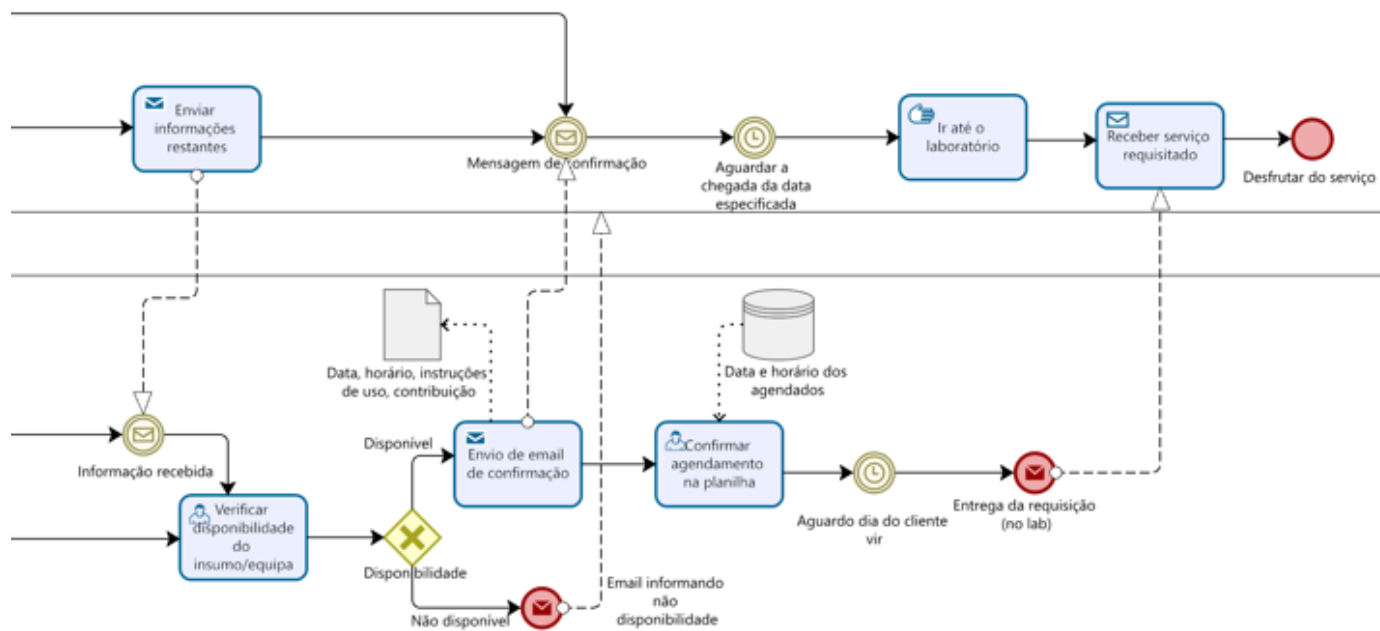 Enviar
informações
restantes
Mensagem de confirmação
Aguardar a
chegada da data
especificada
Ir até o
laboratório
Receber serviço
requisitado
Desfrutar do serviço
Data, horário, instruções
de uso, contribuição
Data e horário dos
agendados
Informação recebida
Verificar
disponibilidade
do
insumo/equipa
Disponibilidade
Disponível
Envio de email
de confirmação
Confirmar
agendamento
na planilha
Aguardo dia do cliente
vir
Entrega da requisição
(no lab)
Não disponível
Email informando
não
disponibilidade